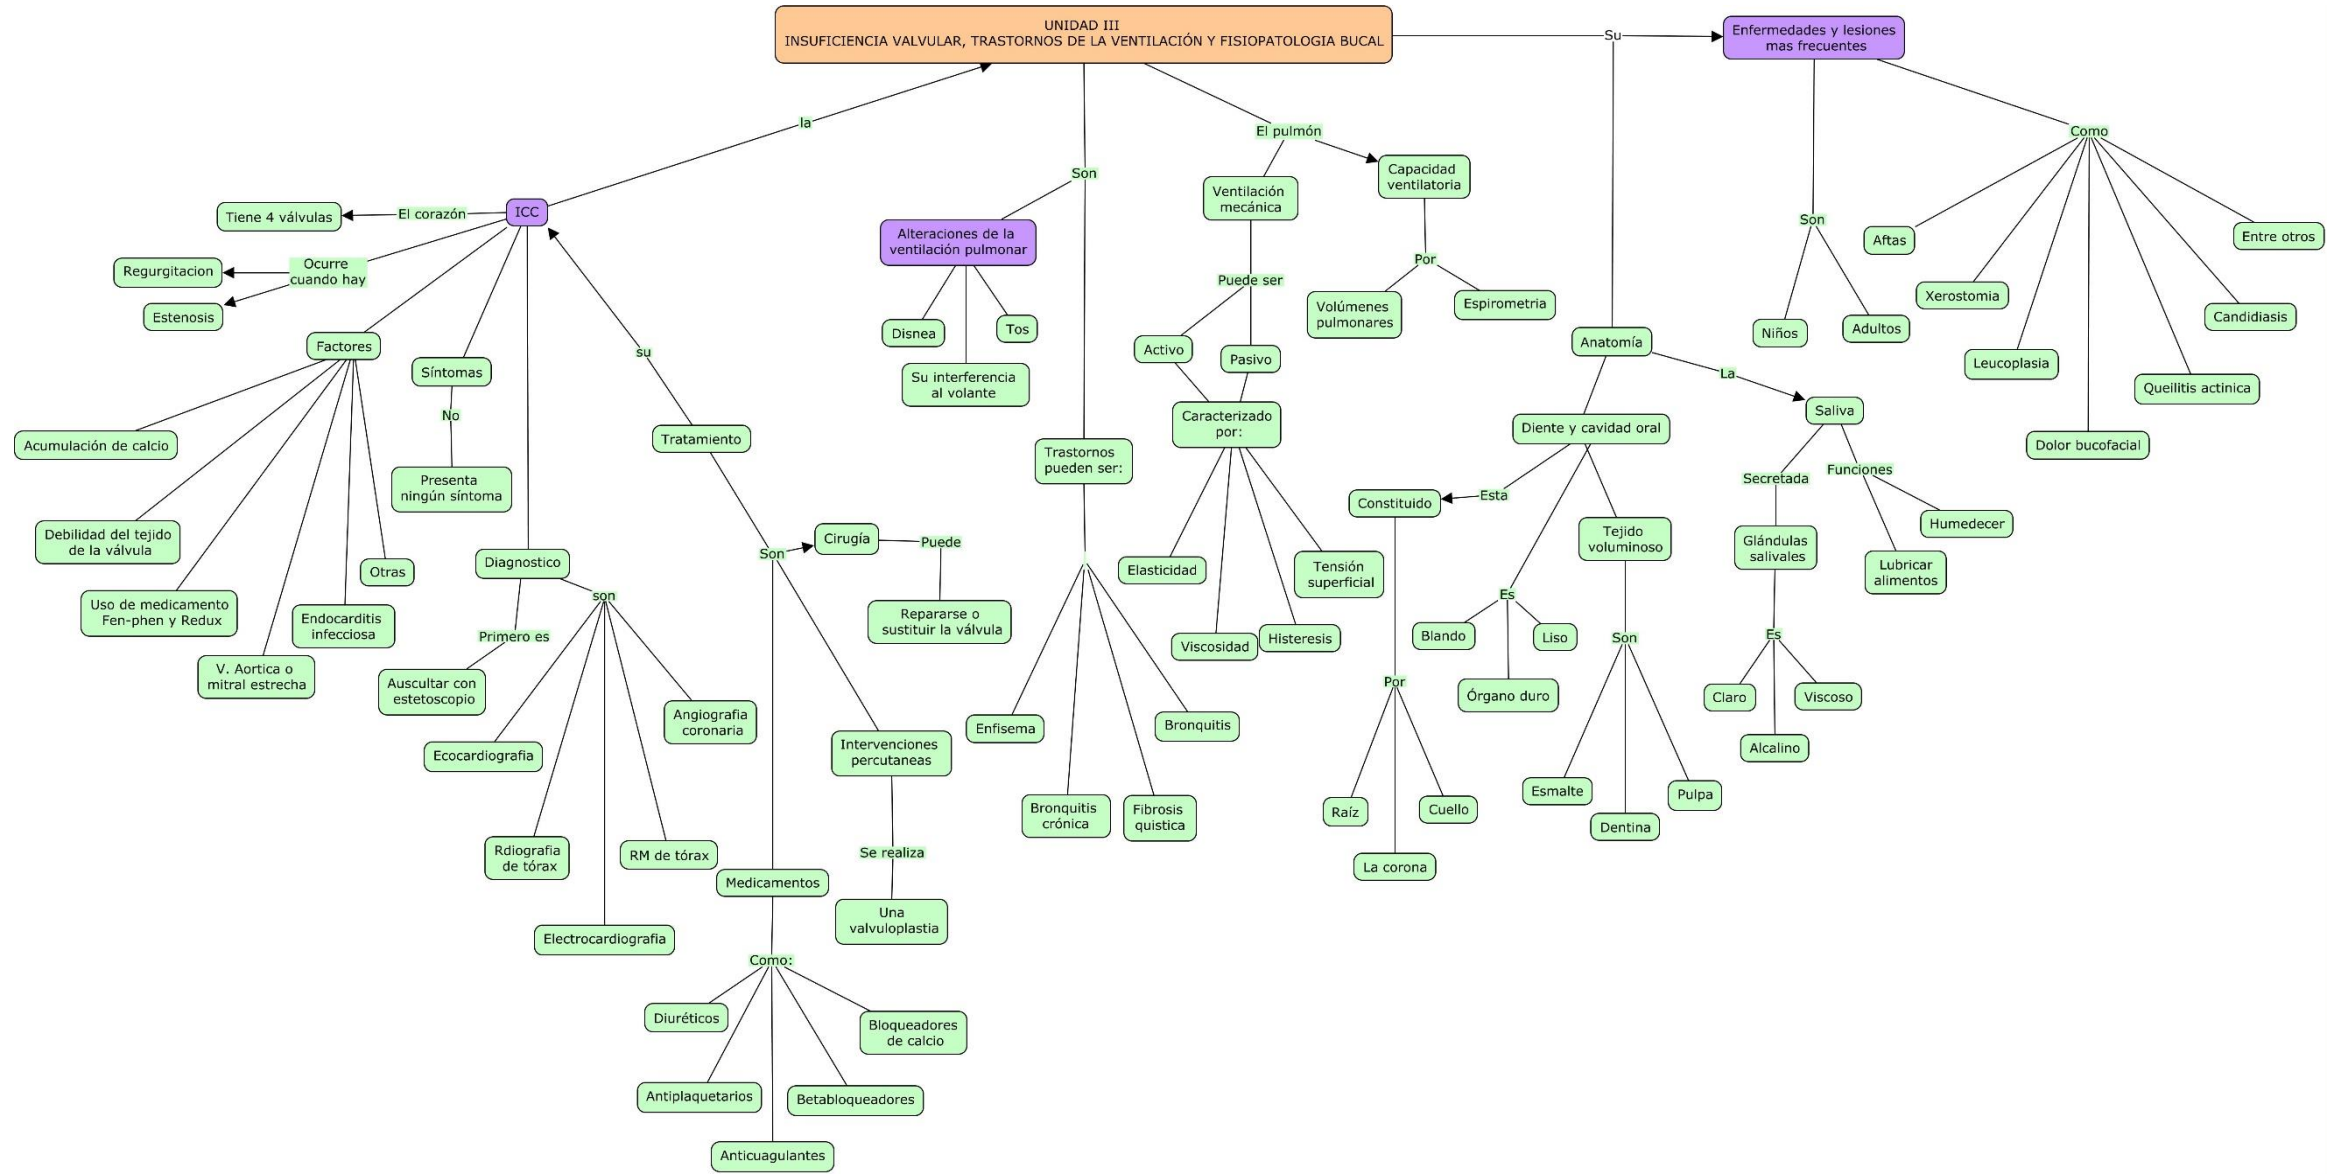 UNIDAD III
INSUFICIENCIA VALVULAR, TRASTORNOS DE LA VENTILACIÓN Y FISIOPATOLOGIA BUCAL
Su
Enfermedades y lesiones
mas frecuentes
la
El pulmón
Como
Son
Capacidad
ventilatoria
Ventilación
mecánica
ICC
El corazón
Tiene 4 válvulas
Ocurre
cuando hay
Regurgitacion
Estenosis
Alteraciones de la
ventilación pulmonar
Disnea
Tos
Su interferencia
al volante
Puede ser
Activo
Pasivo
Por
Volúmenes
pulmonares
Espirometria
Son
Niños
Adultos
Aftas
Xerostomia
Leucoplasia
Dolor bucofacial
Queilitis actinica
Candidiasis
Entre otros
Factores
Acumulación de calcio
Debilidad del tejido
de la válvula
Uso de medicamento
Fen-phen y Redux
V. Aortica o
mitral estrecha
Endocarditis
infecciosa
Otras
Síntomas
No
Presenta
ningún síntoma
su
Tratamiento
Diagnostico
Primero es
Auscultar con
estetoscopio
son
Ecocardiografia
Rdiografia
de tórax
Electrocardiografia
RM de tórax
Angiografia
coronaria
Son
Cirugía
Puede
Repararse o
sustituir la válvula
Intervenciones
percutaneas
Se realiza
Una
valvuloplastia
Medicamentos
Como:
Diuréticos
Antiplaquetarios
Anticuagulantes
Betabloqueadores
Bloqueadores
de calcio
Trastornos
pueden ser:
Enfisema
Bronquitis
crónica
Fibrosis
quistica
Bronquitis
Caracterizado
por:
Elasticidad
Viscosidad
Histeresis
Tensión
superficial
Anatomía
La
Saliva
Diente y cavidad oral
Esta
Constituido
Por
Raíz
La corona
Cuello
Es
Blando
Órgano duro
Liso
Tejido
voluminoso
Son
Esmalte
Dentina
Pulpa
Secretada
Glándulas
salivales
Es
Claro
Alcalino
Viscoso
Funciones
Lubricar
alimentos
Humedecer